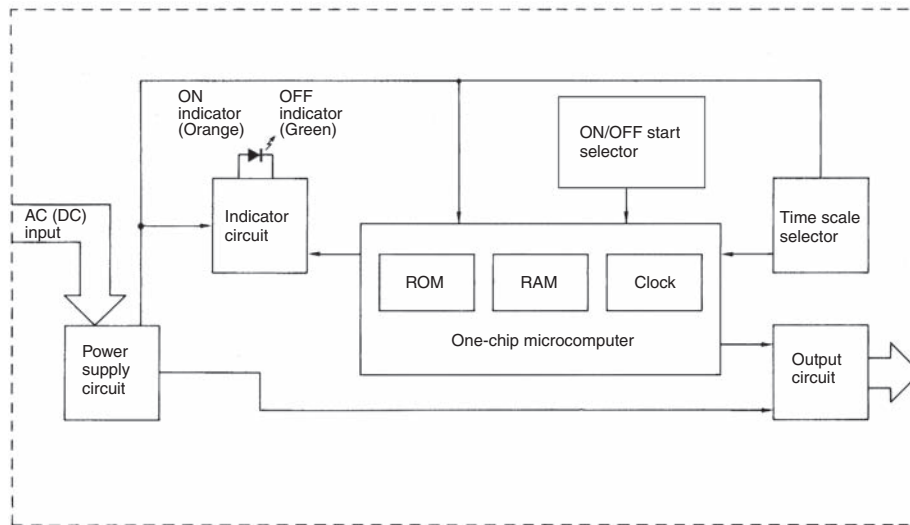 ON
indicator
(Orange)
OFF
indicator
(Green)
ON/OFF start
selector
AC (DC)
input
Indicator
circuit
Time scale
selector
ROM
RAM
Clock
One-chip microcomputer
Power
supply
circuit
Output
circuit